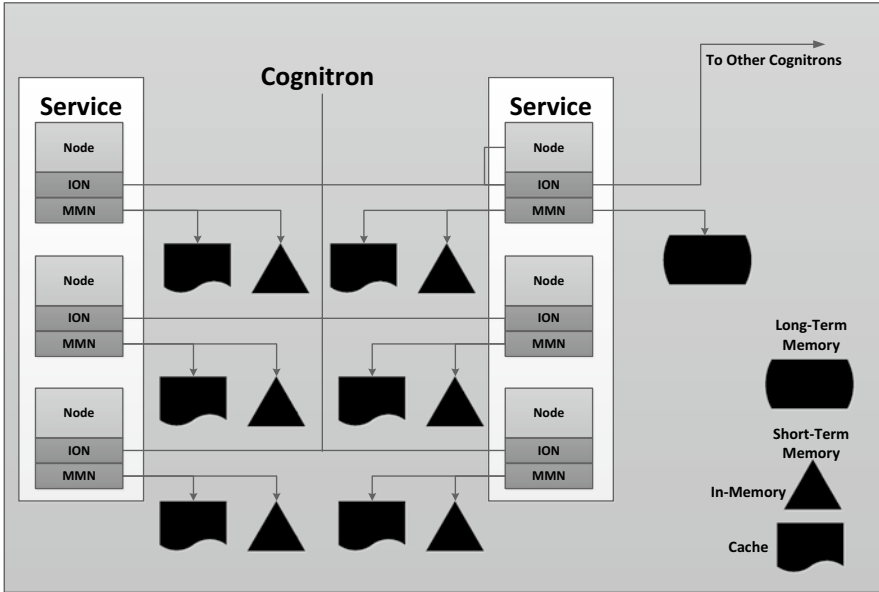 To Other Cognitrons
Cognitron
Service
Service
Node
ION
MMN
Node
ION
MMN
Node
ION
MMN
Node
ION
MMN
Node
ION
MMN
Node
ION
MMN
Long-Term
Memory
Short-Term
Memory
In-Memory
Cache